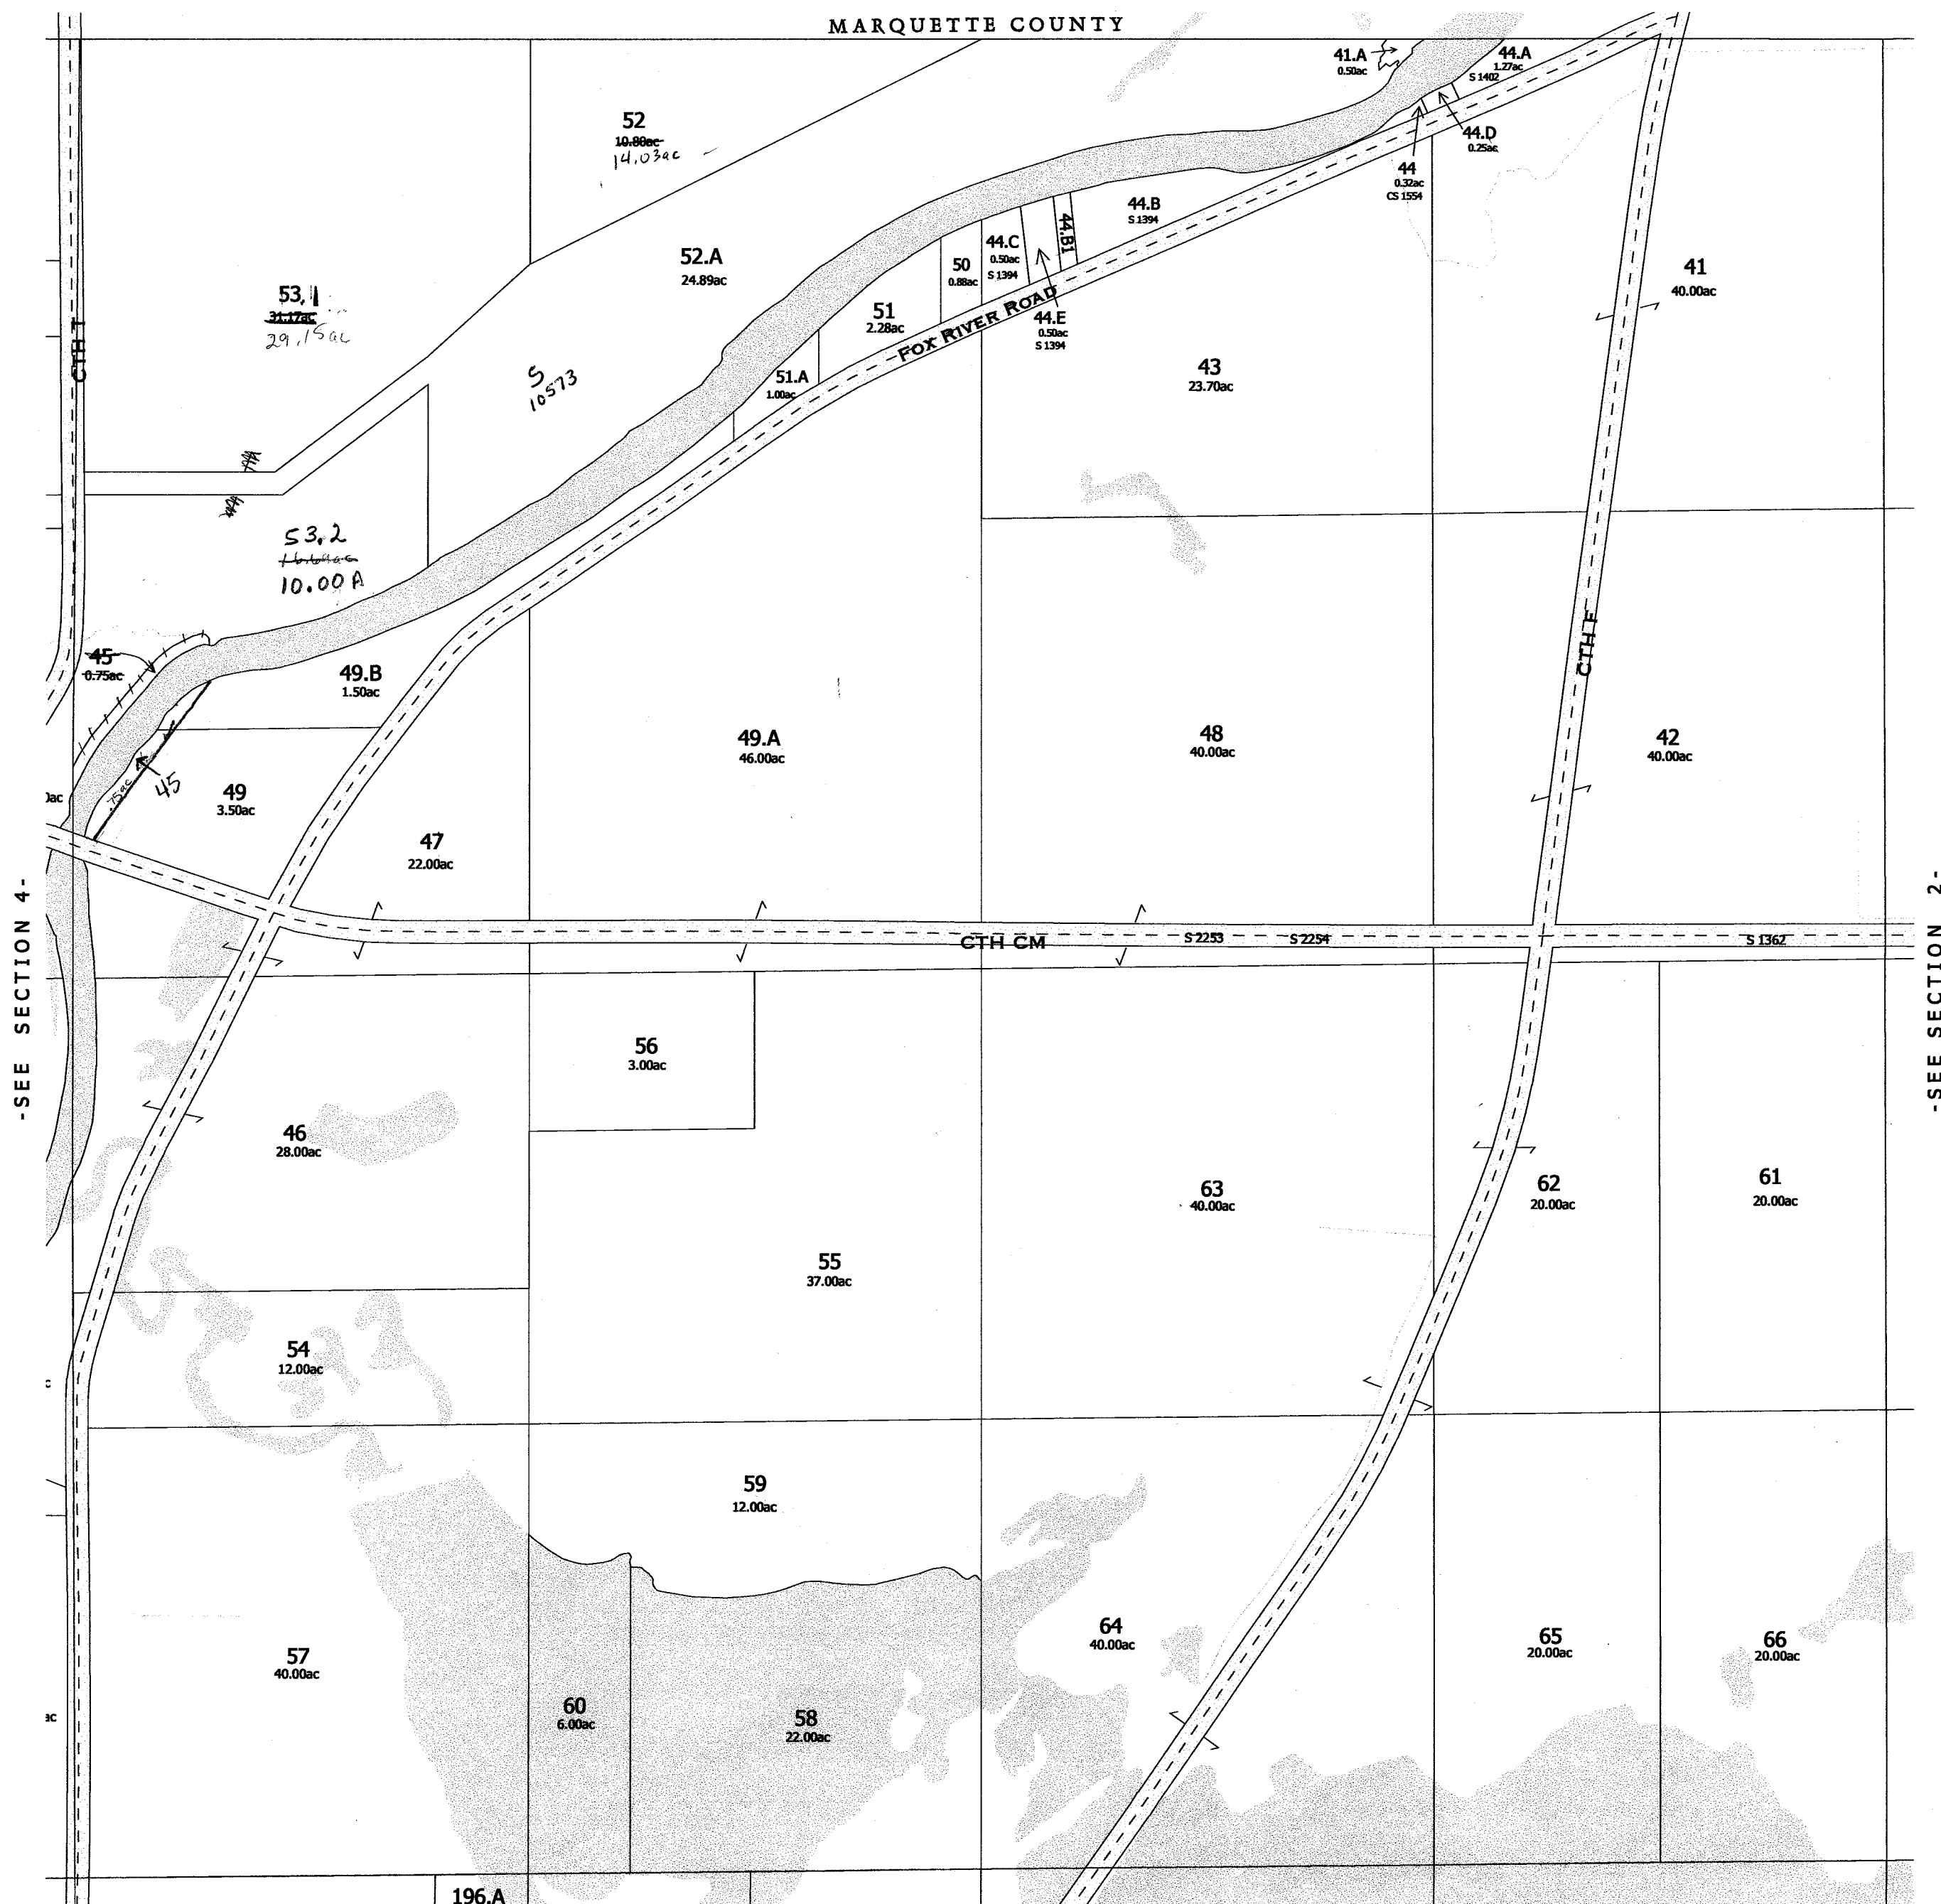 MARQUETTE COUNTY
41.A
0.50ac
44.A
1.27ac
S 1402
52
10.80ac
14.03ac
44.D
0.25ac
44
0.32ac
CS 1554
44.B
S 1394
44.B1
44.C
0.50ac
S 1394
50
0.88ac
52.A
24.89ac
41
40.00ac
53.1
31.17ac
29.15ac
51
2.28ac
FOX RIVER ROAD
44.E
0.50ac
S 1394
CTH T
S
10573
51.A
1.00ac
43
23.70ac
53.2
10.00A
CTH F
45
0.75ac
49.B
1.50ac
49.A
46.00ac
48
40.00ac
42
40.00ac
.75ac
45
49
3.50ac
0ac
47
22.00ac
-SEE SECTION 4-
-SEE SECTION 2-
CTH CM
S 2253
S 2254
S 1362
56
3.00ac
46
28.00ac
63
40.00ac
62
20.00ac
61
20.00ac
55
37.00ac
54
12.00ac
c
59
12.00ac
57
40.00ac
64
40.00ac
65
20.00ac
66
20.00ac
60
6.00ac
58
22.00ac
ac
196.A